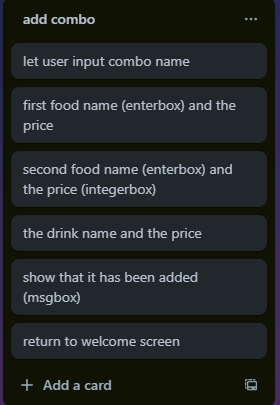 add combo
let user input combo name
first food name (enterbox) and the
price
second food name (enterbox) and
the price (integerbox)
the drink name and the price
show that it has been added
(msgbox)
return to welcome screen
Add a card